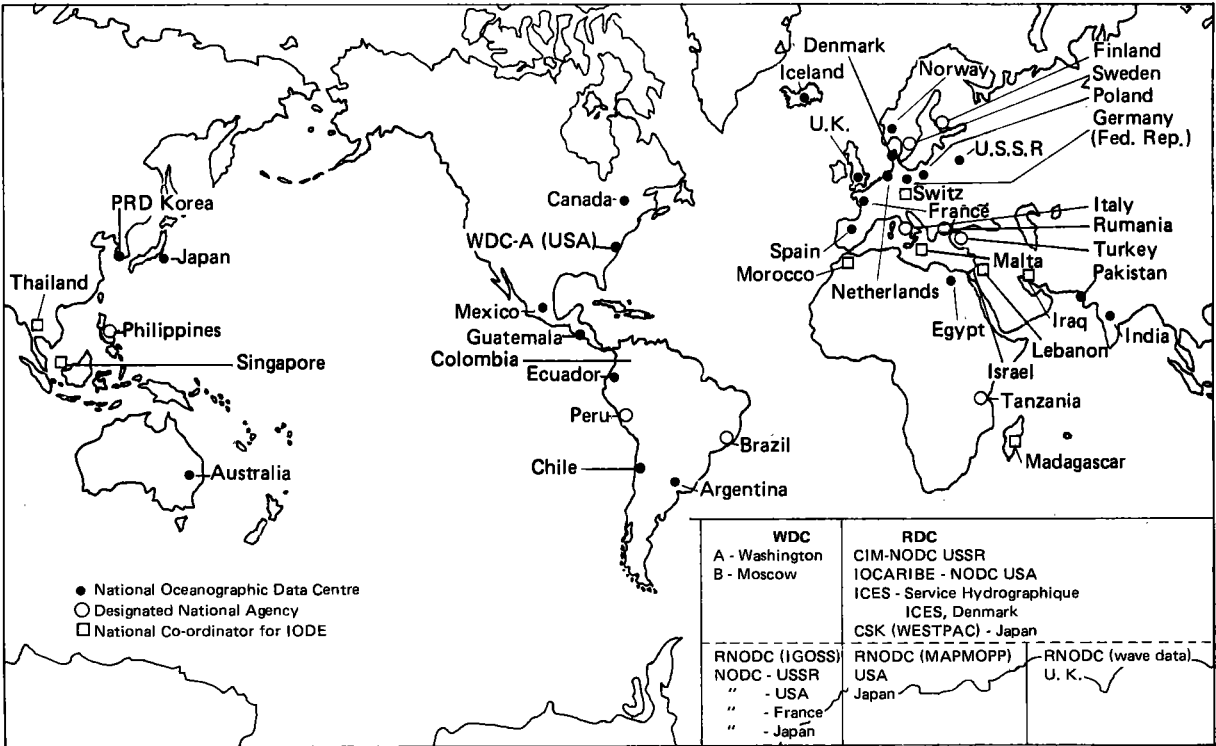 Denmark
Iceland
Norway
Finland
Sweden
Poland
Germany
(Fed. Rep.)
U.K.
U.S.S.R
Switz
France
Canada
PRD Korea
Japan
WDC-A (USA)
Spain
Morocco
Italy
Rumania
Turkey
Malta
Pakistan
Netherlands
Thailand
Mexico
Philippines
Guatemala
Egypt
Iraq
India
Lebanon
Singapore
Colombia
Ecuador
Israel
Peru
Tanzania
Brazil
Madagascar
Chile
Australia
Argentina
National Oceanographic Data Centre
Designated National Agency
National Co-ordinator for IODE
WDC
A - Washington
B - Moscow
RDC
CIM-NODC USSR
IOCARIBE - NODC USA
ICES - Service Hydrographique
ICES, Denmark
CSK (WESTPAC) - Japan
RNODC (IGOSS)
NODC - USSR
" - USA
" - France
" - Japan
RNODC (MAPMOPP)
USA
Japan
RNODC (wave data)
U. K.